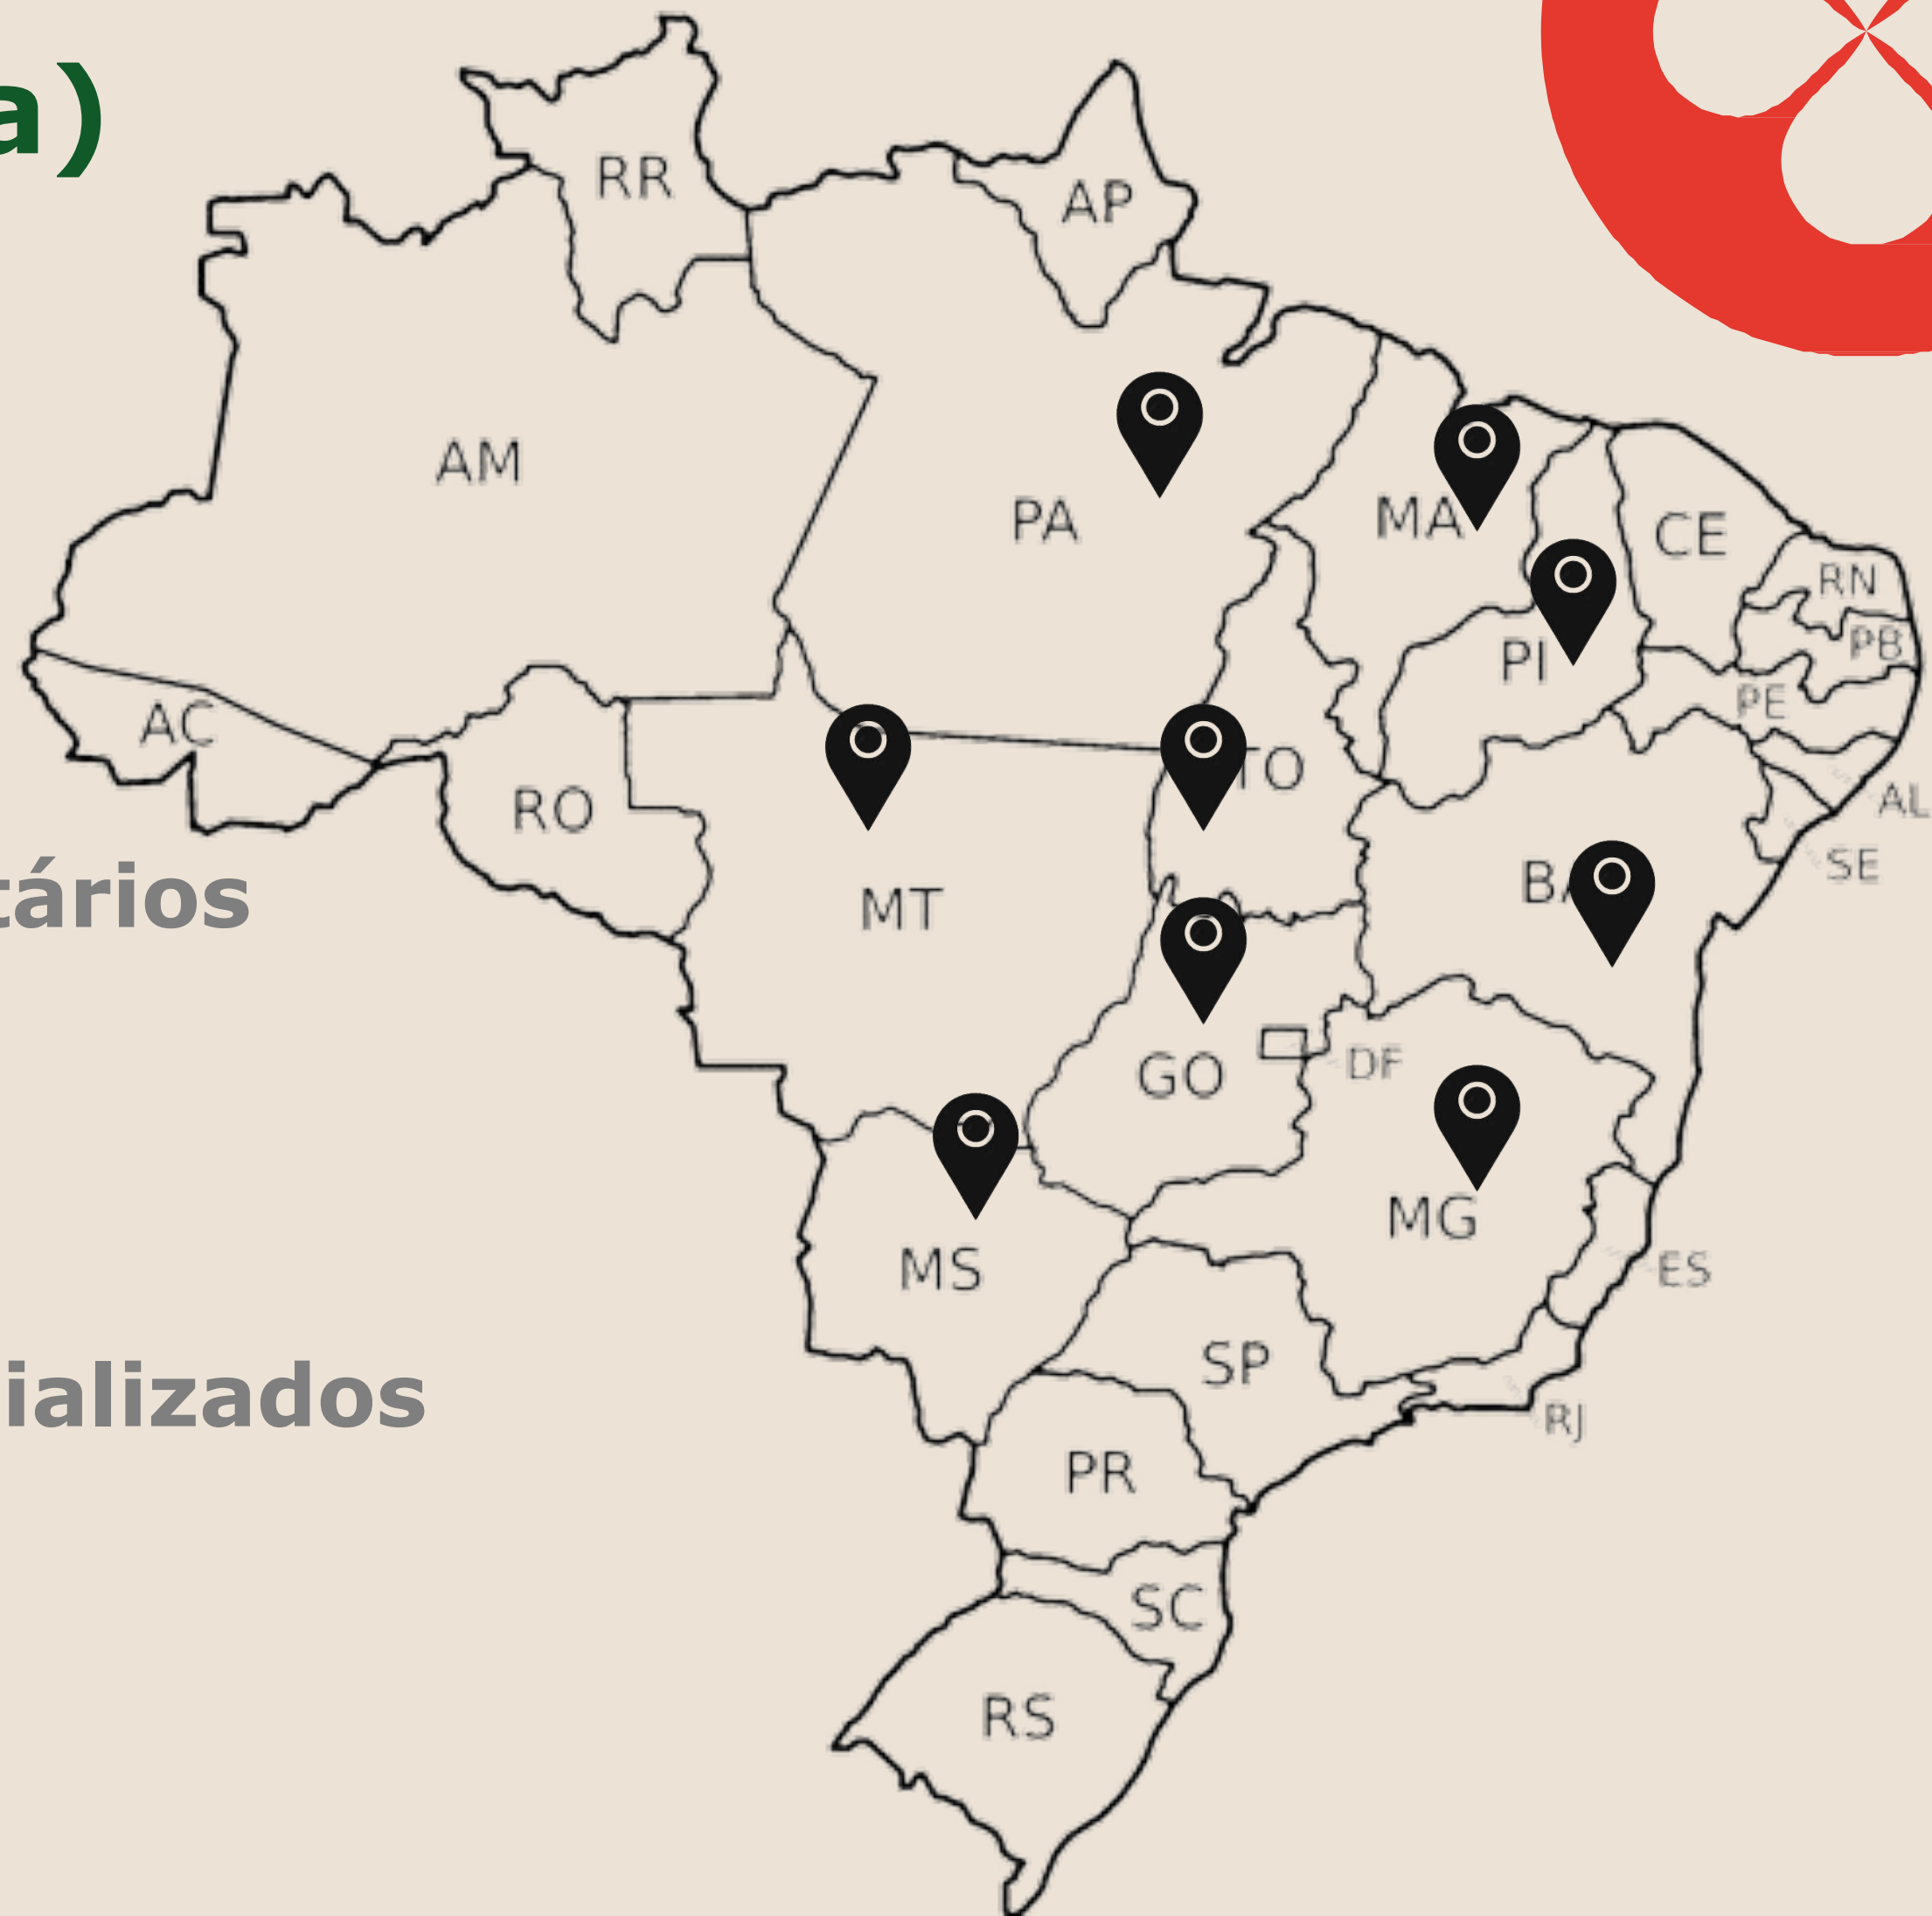 a)
RR
AP
AM
PA
MA
CE
RN
PB
PI
PE
AC
TO
RO
AL
SE
BA
tários
MT
DF
GO
MG
MS
ES
SP
ializados
RJ
PR
SC
RS